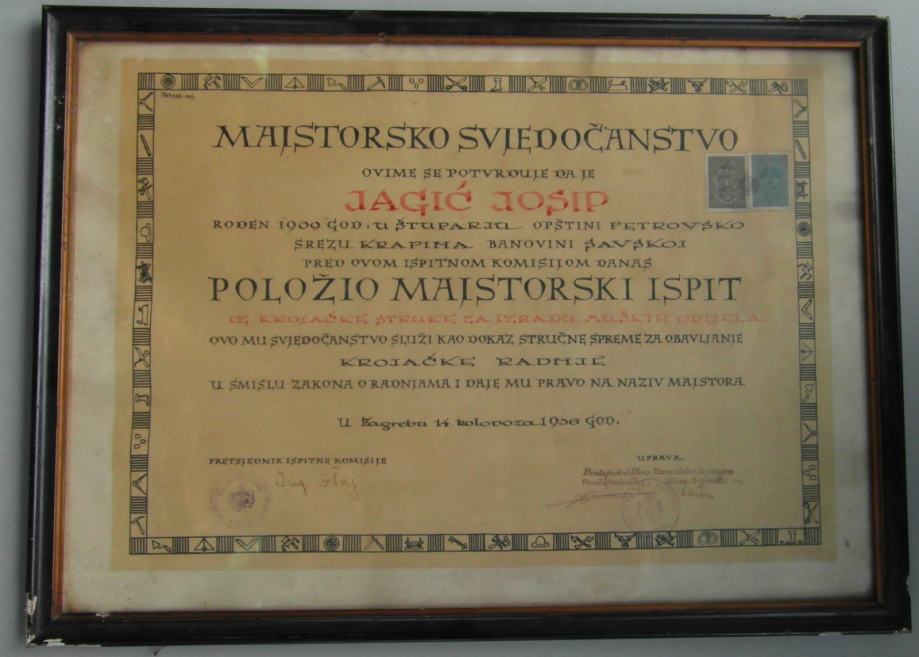 MAJSTORSKO SVJEDOČANSTVO
OVIME SE POTVRĐUJE DA JE
JAGIĆ JOSIP
ROĐEN 1909 GOD. U ŠTUPARJU OPŠTINI PETROVSKO
SREZU KRAPINA BANOVINI SAVSKOJ
PRED OVOM ISPITNOM KOMISIJOM DANAS
POLOŽIO MAJSTORSKI ISPIT
IZ KROJAČKE STRUKE ZA IZRADU MUŠKIH ODIJELA
OVO MU SVJEDOČANSTVO SLUŽI KAO DOKAZ STRUČNE SPREME ZA OBAVLJANJE
KROJAČKE RADNJE
U SMISLU ZAKONA O RADNJAMA I DAJE MU PRAVO NA NAZIV MAJSTORA
U Zagrebu 14. kolovoza 1936 GOD.
PRETSJEDNIK ISPITNE KOMISIJE
UPRAVA
Ing